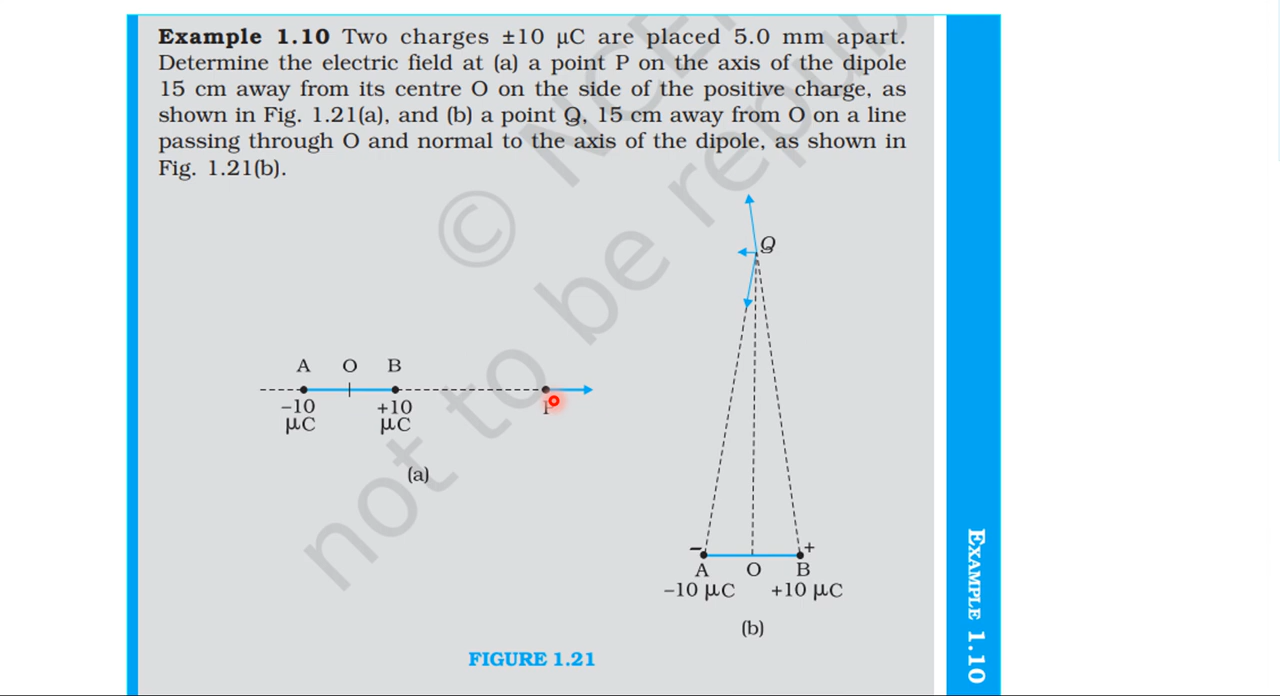 Example 1.10 Two charges ±10 µC are placed 5.0 mm apart.
Determine the electric field at (a) a point P on the axis of the dipole
15 cm away from its centre O on the side of the positive charge, as
shown in Fig. 1.21(a), and (b) a point Q, 15 cm away from O on a line
passing through O and normal to the axis of the dipole, as shown in
Fig. 1.21(b).
Q
A O B
–10 +10
µC µC
(a)
– +
A O B
–10 µC +10 µC
(b)
FIGURE 1.21
EXAMPLE 1.10
©
not to be repub